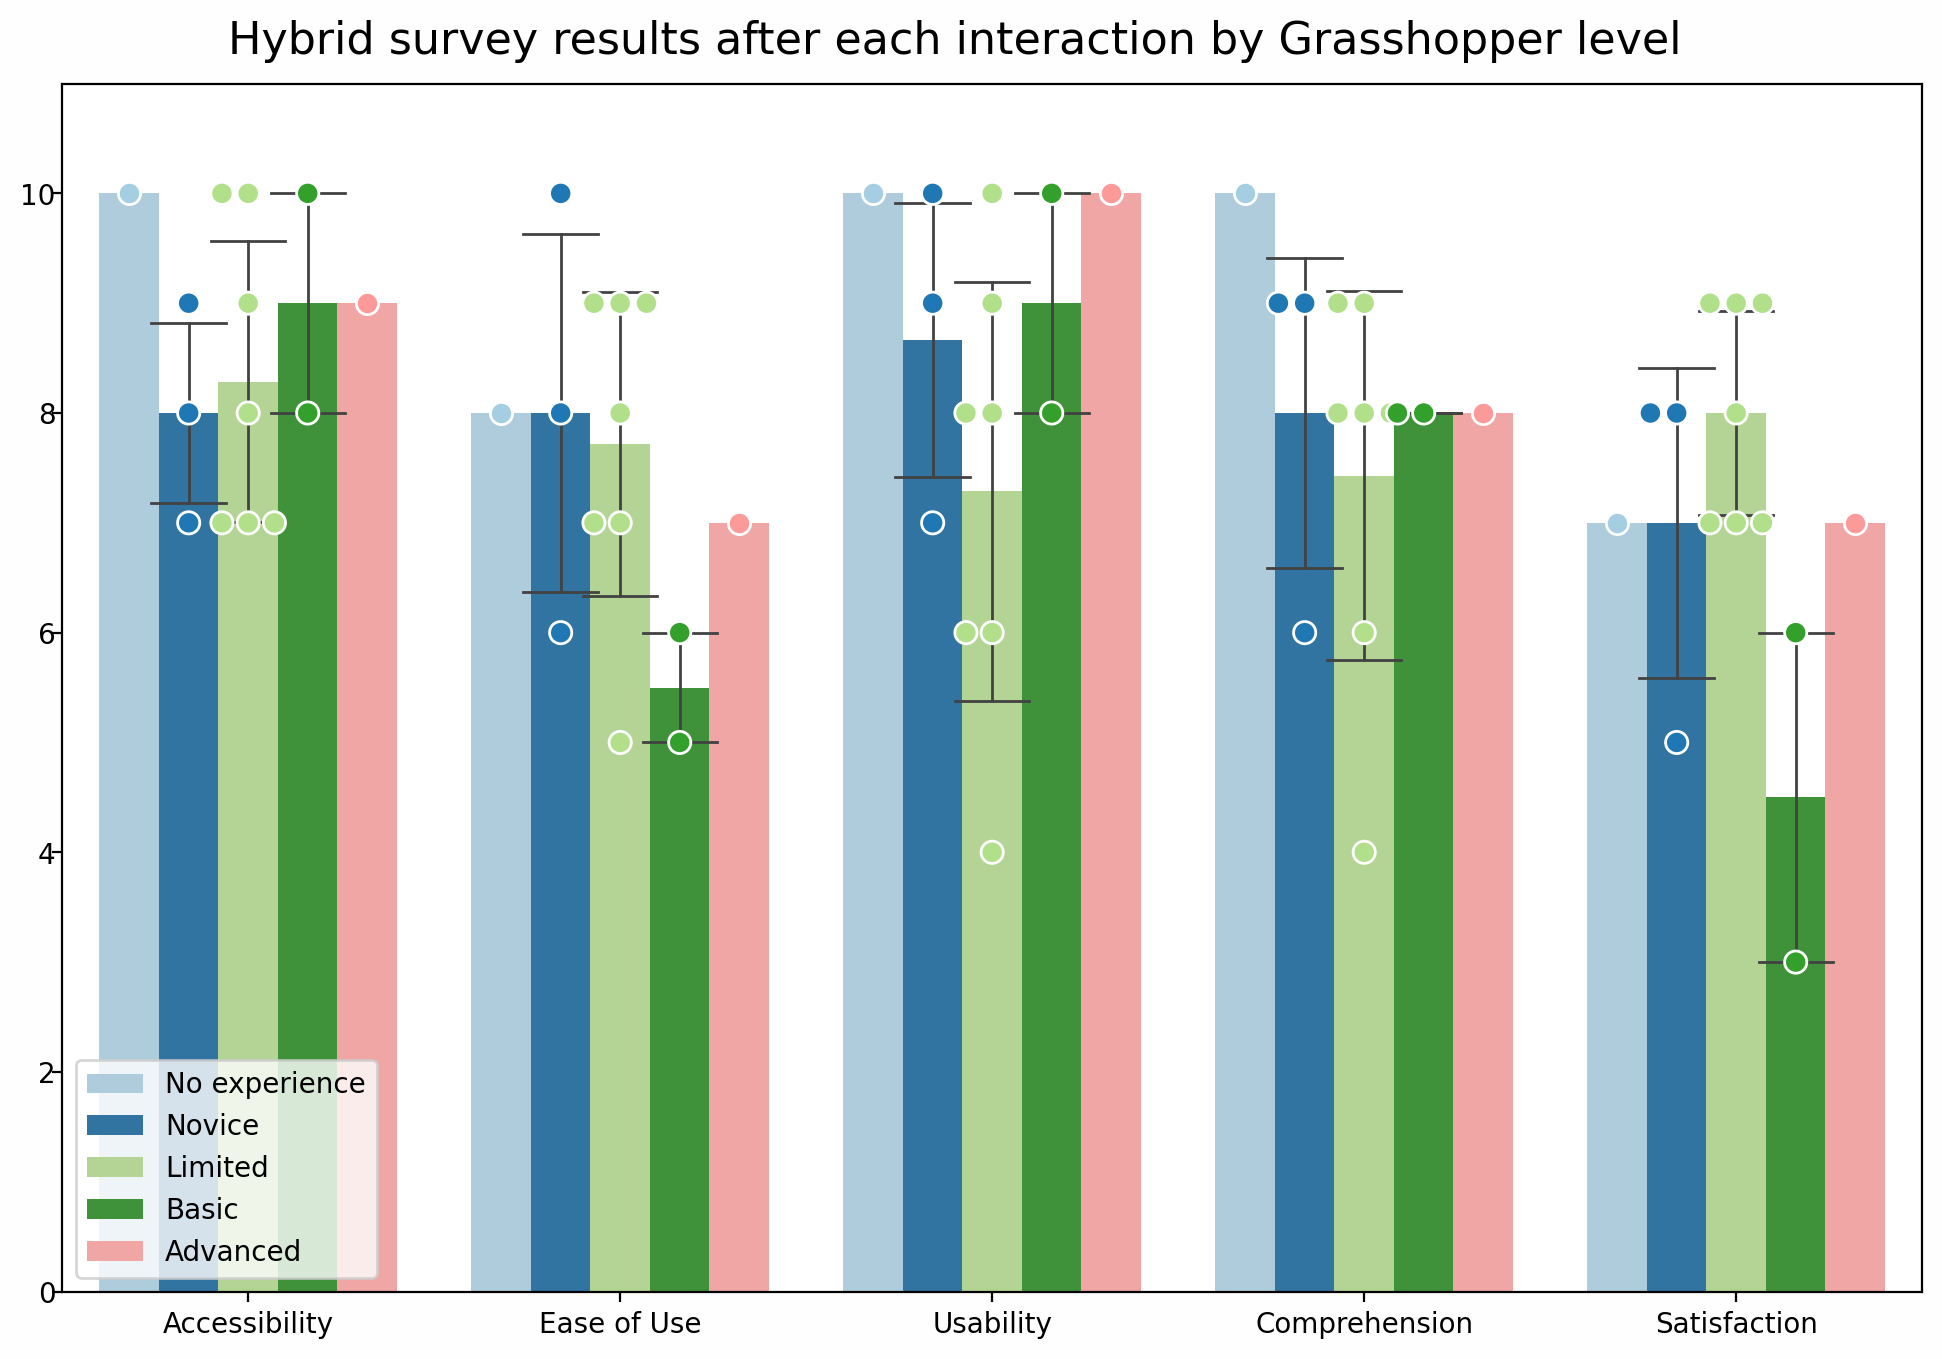 Hybrid survey results after each interaction by Grasshopper level
10
8
6
4
2
0
No experience
Novice
Limited
Basic
Advanced
Accessibility
Ease of Use
Usability
Comprehension
Satisfaction